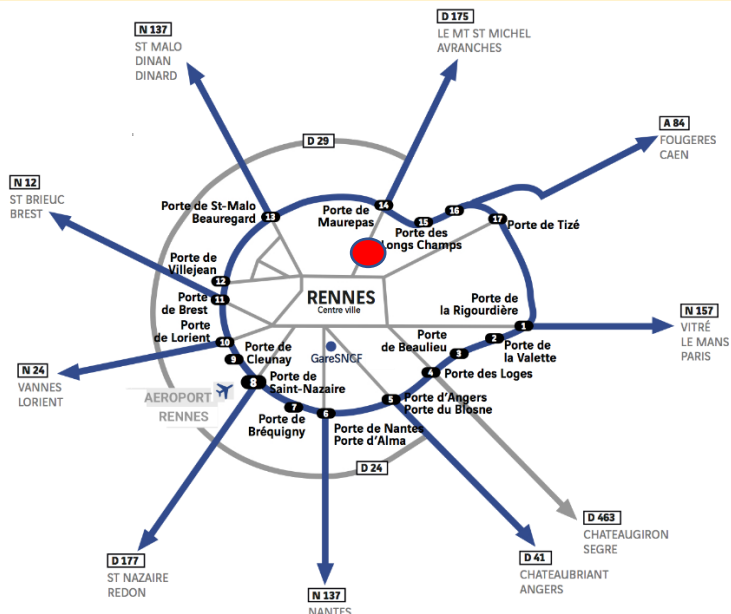 D 175
LE MT ST MICHEL
AVRANCHES
N 137
ST MALO
DINAN
DINARD
A 84
FOUGERES
CAEN
D 29
N 12
ST BRIEUC
BREST
Porte de St-Malo
Beauregard
13
Porte de
Maurepas
14
15
16
17
Porte des
Longs Champs
Porte de Tizé
Porte de
Villejean
12
Porte
de Brest
11
RENNES
Centre ville
Porte de
la Rigourdière
1
N 157
VITRÉ
LE MANS
PARIS
Porte
de Lorient
10
Porte de
Cleunay
9
GareSNCF
Porte
de Beaulieu
3
2
Porte de
la Valette
N 24
VANNES
LORIENT
AEROPORT
RENNES
8
Porte de
Saint-Nazaire
4
Porte des Loges
7
Porte de
Bréquigny
6
Porte de Nantes
Porte d'Alma
5
Porte d'Angers
Porte du Blosne
D 24
D 463
CHATEAUGIRON
SEGRE
D 177
ST NAZAIRE
REDON
D 41
CHATEAUBRIANT
ANGERS
N 137
NANTES